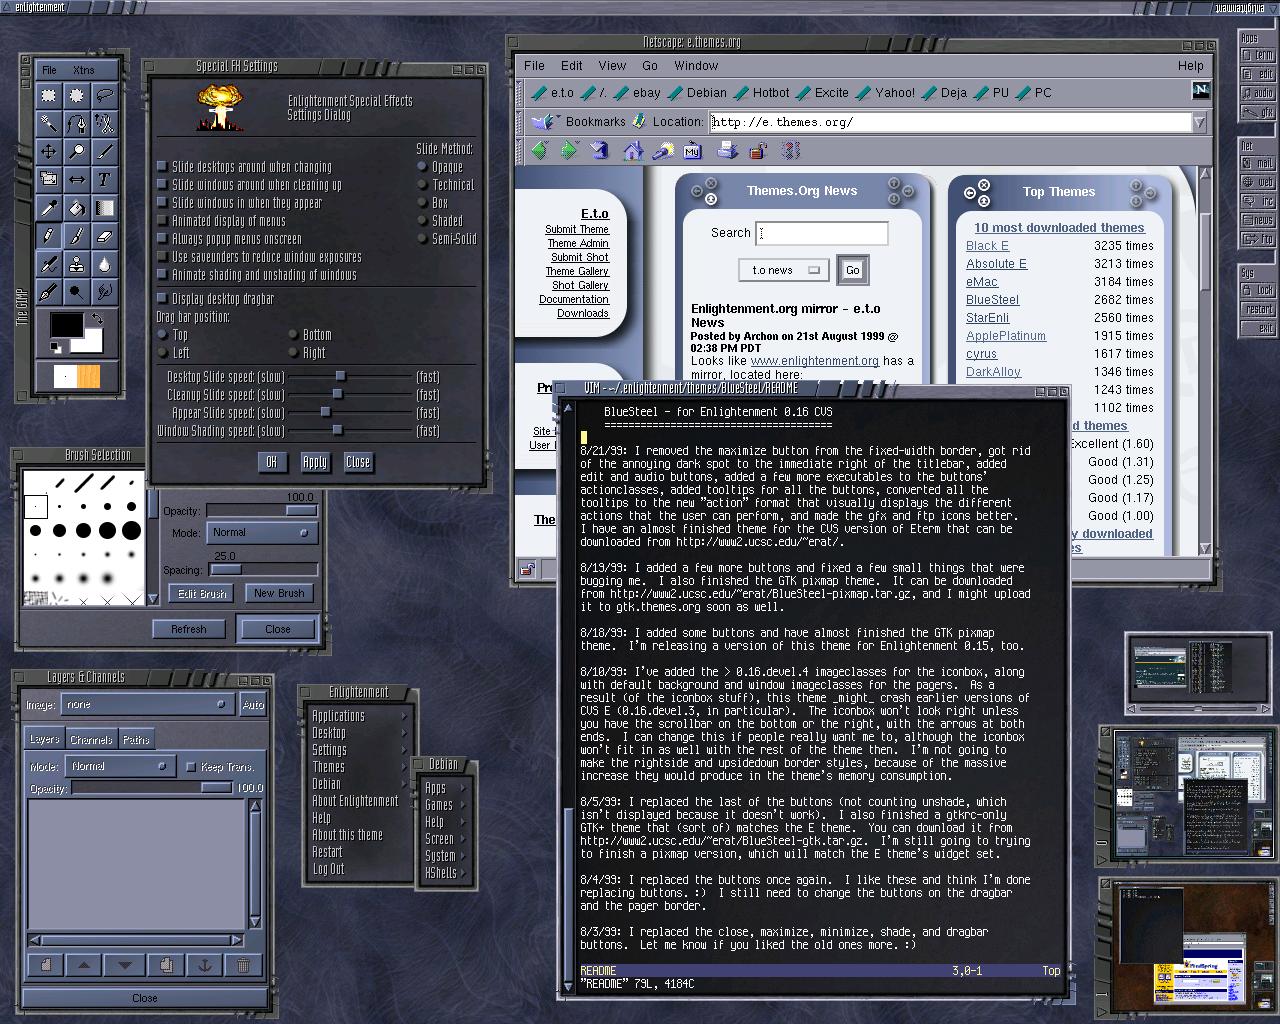 enlightenment
enlightenment
The GIMP
File Xtns
Special FX Settings
Enlightenment Special Effects
Settings Dialog
Slide desktops around when changing
Slide windows around when cleaning up
Slide windows in when they appear
Animated display of menus
Always popup menus onscreen
Use saveunders to reduce window exposures
Animate shading and unshading of windows
Slide Method:
Opaque
Technical
Box
Shaded
Semi-Solid
Display desktop dragbar
Drag bar position:
Top Bottom
Left Right
Desktop Slide speed: (slow) (fast)
Cleanup Slide speed: (slow) (fast)
Appear Slide speed: (slow) (fast)
Window Shading speed: (slow) (fast)
OK Apply Close
Netscape: e.themes.org
File Edit View Go Window Help
e.t.o /. ebay Debian Hotbot Excite Yahoo! Deja PU PC
N
Bookmarks Location: http://e.themes.org/
My
E.t.o
Submit Theme
Theme Admin
Submit Shot
Theme Gallery
Shot Gallery
Documentation
Downloads
Themes.Org News
Search
t.o news Go
Enlightenment.org mirror - e.t.o
News
Posted by Archon on 21st August 1999 @
02:38 PM PDT
Looks like www.enlightenment.org has a
mirror, located here:
Top Themes
10 most downloaded themes
Black E 3235 times
Absolute E 3213 times
eMac 3184 times
BlueSteel 2682 times
StarEnli 2560 times
ApplePlatinum 1915 times
cyrus 1617 times
DarkAlloy 1346 times
1243 times
1102 times
d themes
Excellent (1.60)
Good (1.31)
Good (1.25)
Good (1.17)
Good (1.00)
y downloaded
s
Pro
Site
User
The
Apps
term
edit
audio
gfx
Net
mail
web
irc
news
ftp
Sys
lock
restart
exit
Brush Selection
100.0
Opacity:
Mode: Normal
25.0
Spacing:
Edit Brush New Brush
Refresh Close
Layers & Channels
Image: none Auto
Layers Channels Paths
Mode: Normal Keep Trans.
Opacity: 100.0
Close
Enlightenment
Applications
Desktop
Settings
Themes
Debian
About Enlightenment
Help
About this theme
Restart
Log Out
Debian
Apps
Games
Help
Screen
System
XShells
VIM - ~/.enlightenment/themes/BlueSteel/README
BlueSteel - for Enlightenment 0.16 CVS
======================================
8/21/99: I removed the maximize button from the fixed-width border, got rid
of the annoying dark spot to the immediate right of the titlebar, added
edit and audio buttons, added a few more executables to the buttons'
actionclasses, added tooltips for all the buttons, converted all the
tooltips to the new "action" format that visually displays the different
actions that the user can perform, and made the gfx and ftp icons better.
I have an almost finished theme for the CVS version of Eterm that can be
downloaded from http://www2.ucsc.edu/~erat/.
8/19/99: I added a few more buttons and fixed a few small things that were
bugging me.  I also finished the GTK pixmap theme.  It can be downloaded
from http://www2.ucsc.edu/~erat/BlueSteel-pixmap.tar.gz, and I might upload
it to gtk.themes.org soon as well.
8/18/99: I added some buttons and have almost finished the GTK pixmap
theme.  I'm releasing a version of this theme for Enlightenment 0.15, too.
8/10/99: I've added the > 0.16.devel.4 imageclasses for the iconbox, along
with default background and window imageclasses for the pagers.  As a
result (of the iconbox stuff), this theme _might_ crash earlier versions of
CVS E (0.16.devel.3, in particular).  The iconbox won't look right unless
you have the scrollbar on the bottom or the right, with the arrows at both
ends.  I can change this if people really want me to, although the iconbox
won't fit in as well with the rest of the theme then.  I'm not going to
make the rightside and upsidedown border styles, because of the massive
increase they would produce in the theme's memory consumption.
8/5/99: I replaced the last of the buttons (not counting unshade, which
isn't displayed because it doesn't work).  I also finished a gtkrc-only
GTK+ theme that (sort of) matches the E theme.  You can download it from
http://www2.ucsc.edu/~erat/BlueSteel-gtk.tar.gz.  I'm still going to trying
to finish a pixmap version, which will match the E theme's widget set.
8/4/99: I replaced the buttons once again.  I like these and think I'm done
replacing buttons. :)  I still need to change the buttons on the dragbar
and the pager border.
8/3/99: I replaced the close, maximize, minimize, shade, and dragbar
buttons.  Let me know if you liked the old ones more. :)
README 3,0-1 Top
"README" 79L, 4184C